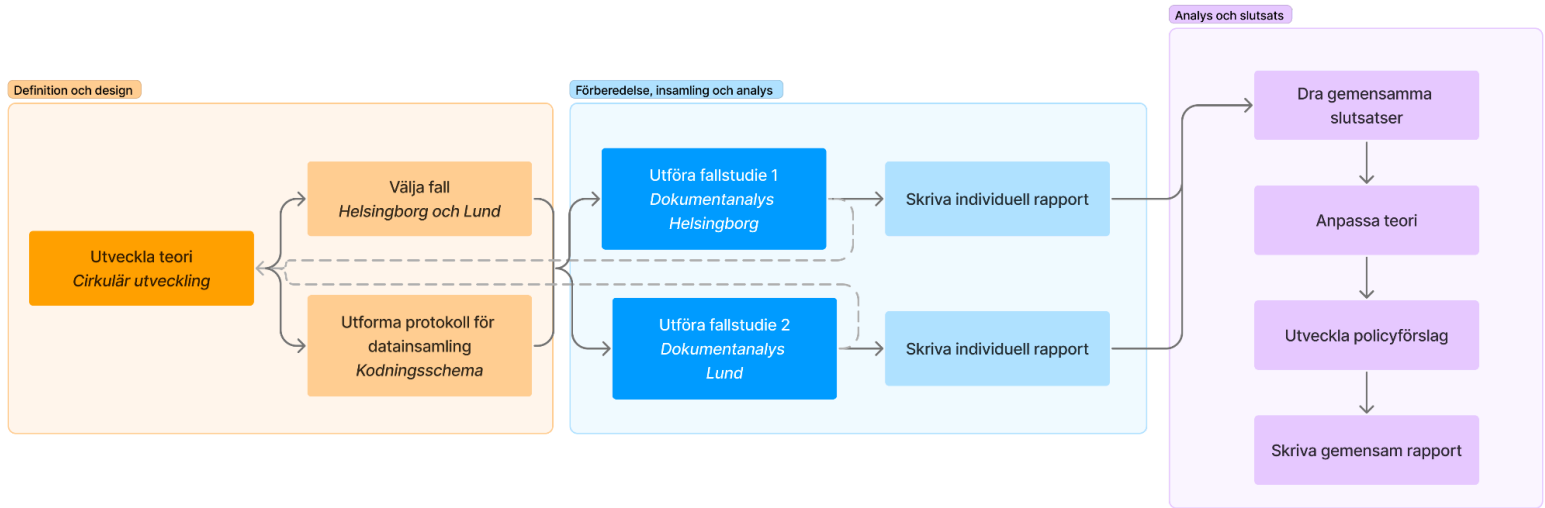 Definition och design
Utveckla teori
Cirkulär utveckling
Välja fall
Helsingborg och Lund
Utforma protokoll för
datainsamling
Kodningsschema
Förberedelse, insamling och analys
Utföra fallstudie 1
Dokumentanalys
Helsingborg
Skriva individuell rapport
Utföra fallstudie 2
Dokumentanalys
Lund
Skriva individuell rapport
Analys och slutsats
Dra gemensamma
slutsatser
Anpassa teori
Utveckla policyförslag
Skriva gemensam rapport